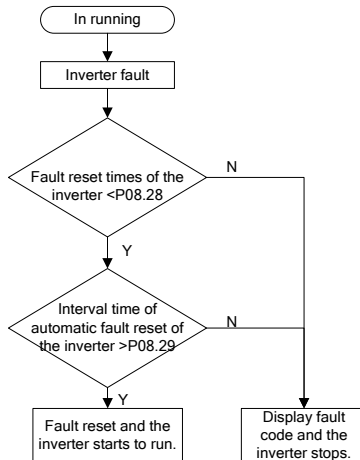 In running
Inverter fault
Fault reset times of the
inverter <P08.28
N
Y
Interval time of
automatic fault reset of
the inverter >P08.29
N
Y
Fault reset and the
inverter starts to run.
Display fault
code and the
inverter stops.